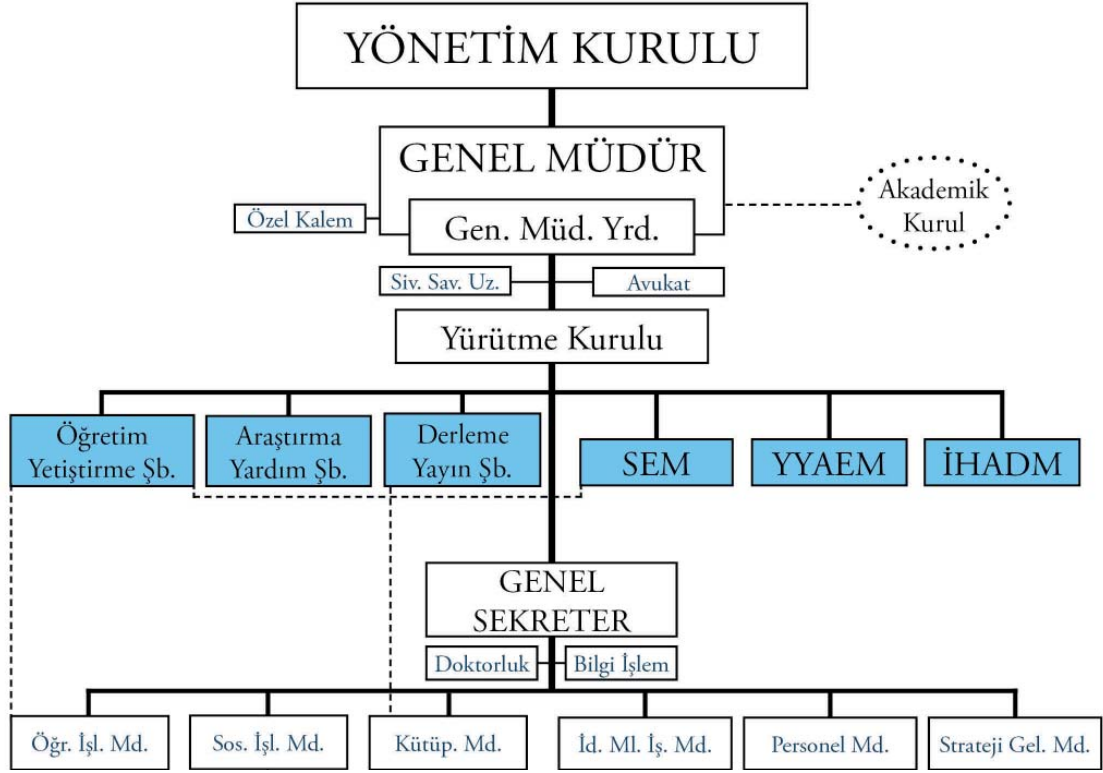 YÖNETİM KURULU
GENEL MÜDÜR
Akademik
Kurul
Özel Kalem
Gen. Müd. Yrd.
Siv. Sav. Uz.
Avukat
Yürütme Kurulu
Öğretim
Yetiştirme Şb.
Araştırma
Yardım Şb.
Derleme
Yayın Şb.
SEM
YYAEM
İHADM
GENEL
SEKRETER
Doktorluk
Bilgi İşlem
Öğr. İşl. Md.
Sos. İşl. Md.
Kütüp. Md.
İd. Ml. İş. Md.
Personel Md.
Strateji Gel. Md.